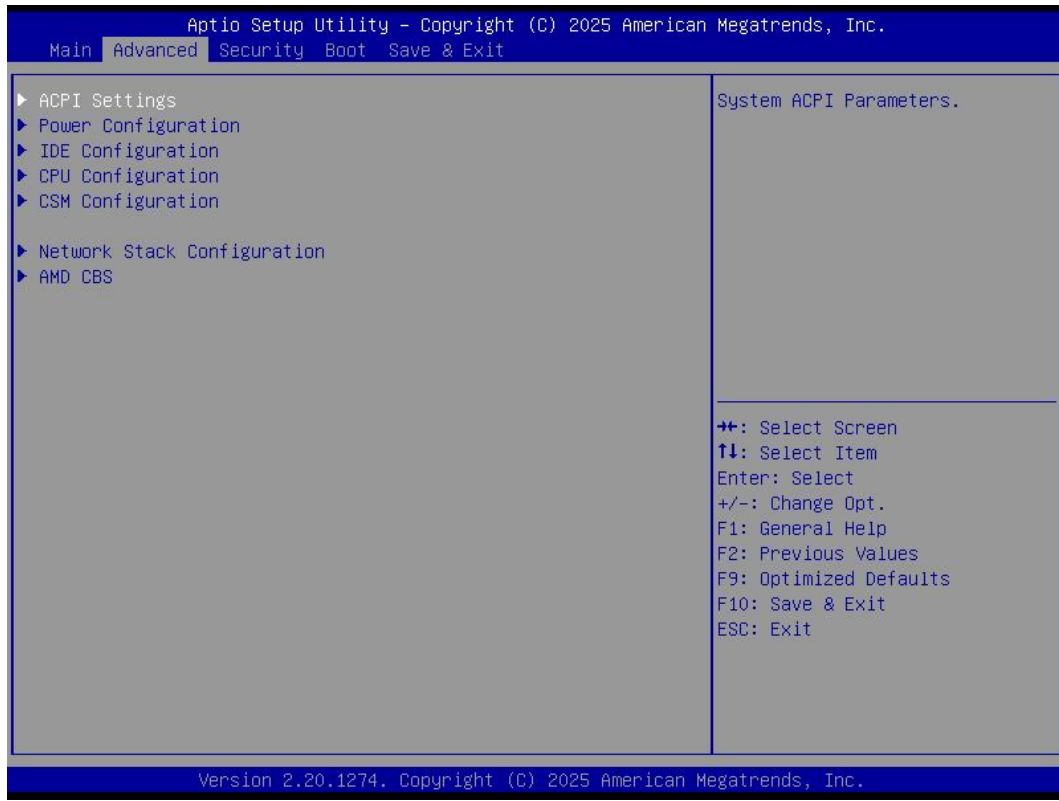 Aptio Setup Utility – Copyright (C) 2025 American Megatrends, Inc.
Main Advanced Security Boot Save & Exit
▶ ACPI Settings
▶ Power Configuration
▶ IDE Configuration
▶ CPU Configuration
▶ CSM Configuration
▶ Network Stack Configuration
▶ AMD CBS
System ACPI Parameters.
→←: Select Screen
↑↓: Select Item
Enter: Select
+/-: Change Opt.
F1: General Help
F2: Previous Values
F9: Optimized Defaults
F10: Save & Exit
ESC: Exit
Version 2.20.1274. Copyright (C) 2025 American Megatrends, Inc.